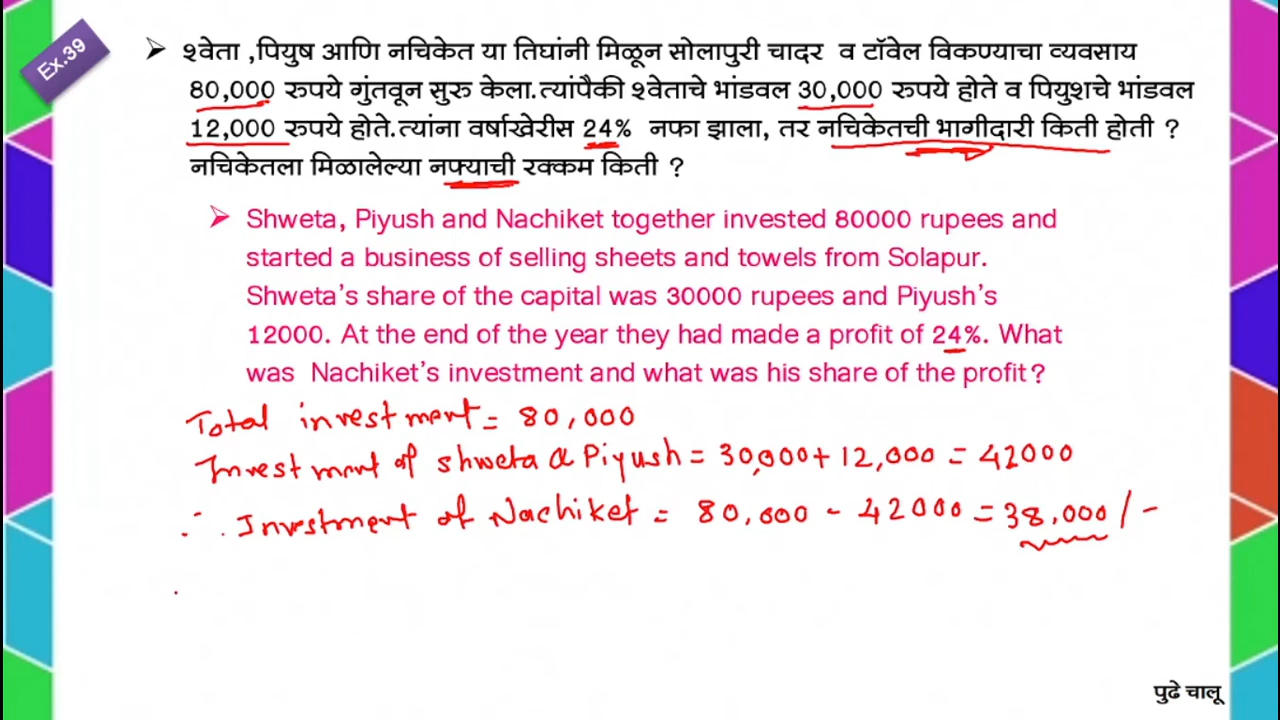 Ex.39
➢ श्वेता ,पियुष आणि नचिकेत या तिघांनी मिळून सोलापुरी चादर व टॉवेल विकण्याचा व्यवसाय
80,000 रुपये गुंतवून सुरु केला.त्यांपैकी श्वेताचे भांडवल 30,000 रुपये होते व पियुशचे भांडवल
12,000 रुपये होते.त्यांना वर्षाखेरीस 24% नफा झाला, तर नचिकेतची भागीदारी किती होती ?
नचिकेतला मिळालेल्या नफ्याची रक्कम किती ?
➢ Shweta, Piyush and Nachiket together invested 80000 rupees and
started a business of selling sheets and towels from Solapur.
Shweta's share of the capital was 30000 rupees and Piyush's
12000. At the end of the year they had made a profit of 24%. What
was Nachiket's investment and what was his share of the profit?
Total investment = 80,000
Investment of shweta & Piyush = 30,000 + 12,000 = 42000
∴ Investment of Nachiket = 80,000 - 42000 = 38,000/-
पुढे चालू